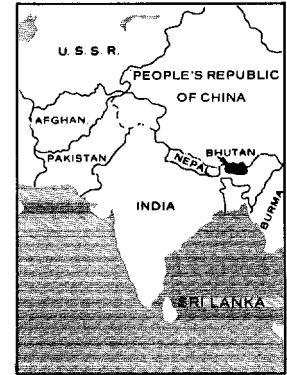 U.S.S.R.
PEOPLE'S REPUBLIC
OF CHINA
AFGHAN.
PAKISTAN
NEPAL
BHUTAN
INDIA
BURMA
SRI LANKA